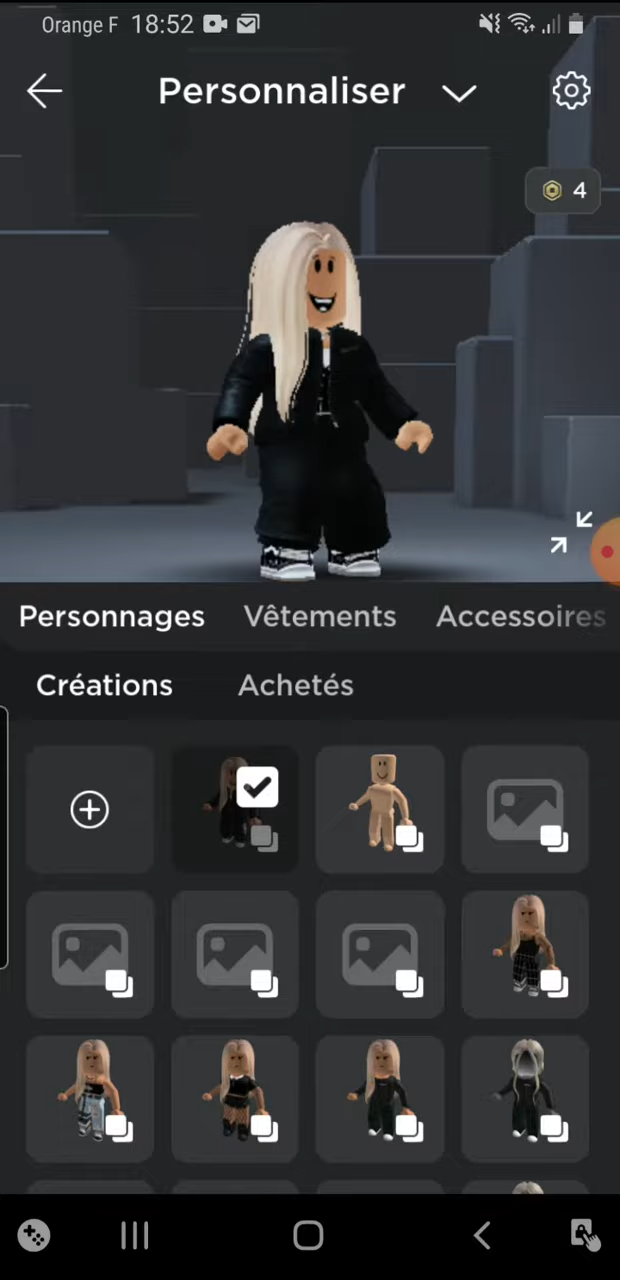 Orange F 18:52
Personnaliser
4
Personnages Vêtements Accessoires
Créations Achetés